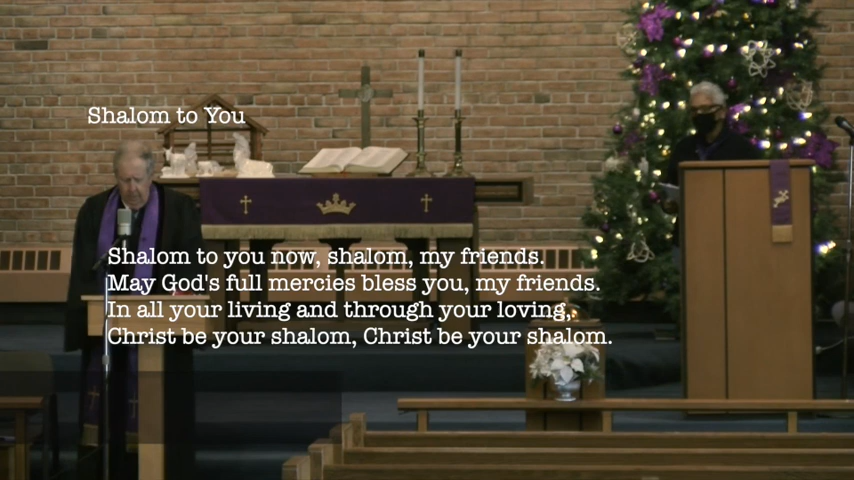 Shalom to You
Shalom to you now, shalom, my friends.
May God's full mercies bless you, my friends.
In all your living and through your loving,
Christ be your shalom, Christ be your shalom.